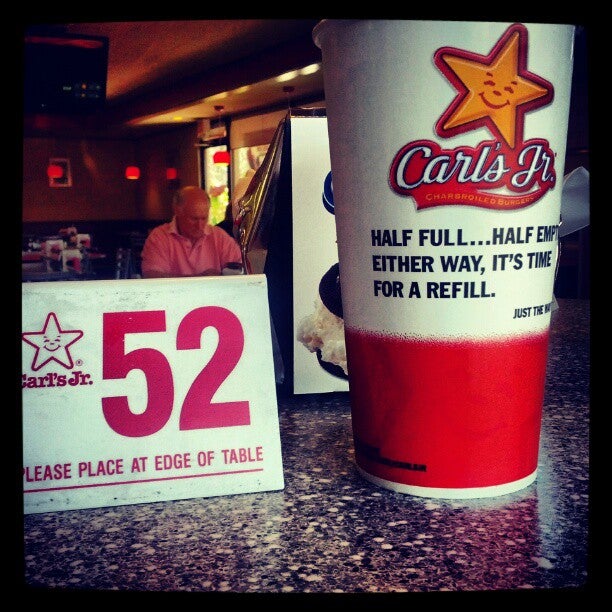 Carl's Jr.
52
PLEASE PLACE AT EDGE OF TABLE
Carl's Jr.
CHARBROILED BURGERS
HALF FULL...HALF EMP
EITHER WAY, IT'S TIME
FOR A REFILL.
JUST THE